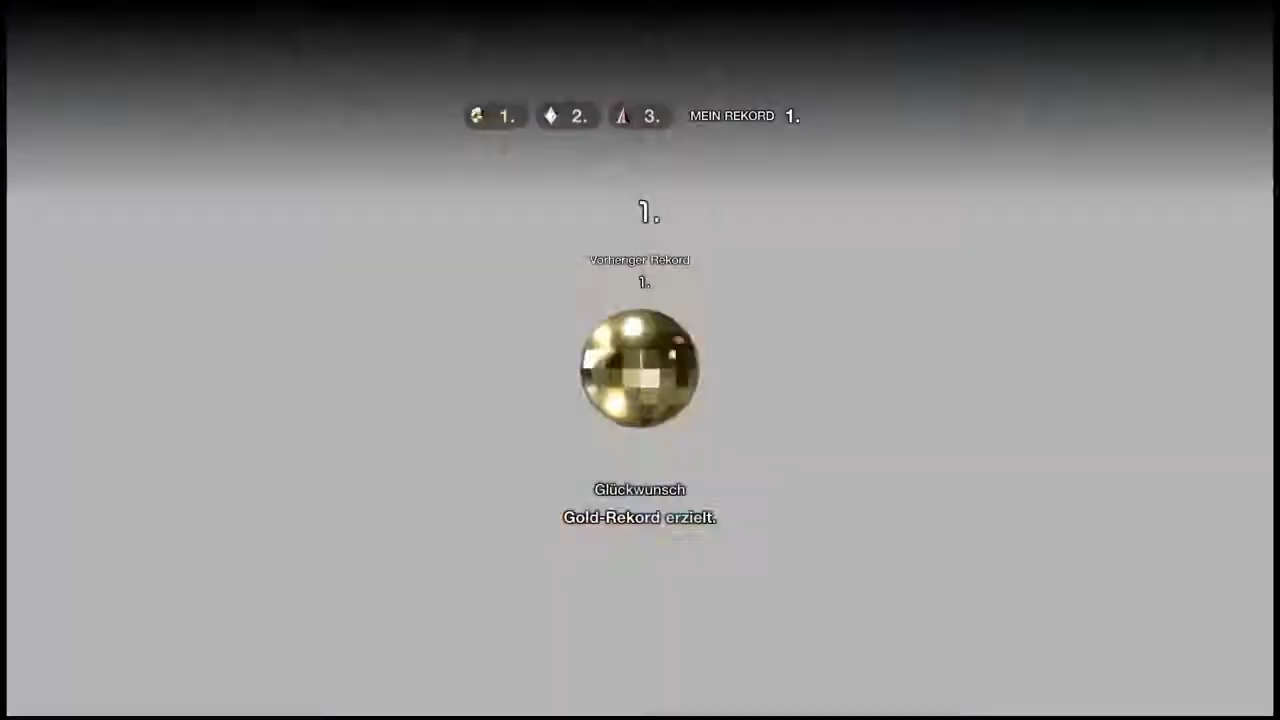 1. 2. 3. MEIN REKORD 1.
1.
Vorheriger Rekord
1.
Glückwunsch
Gold-Rekord erzielt.